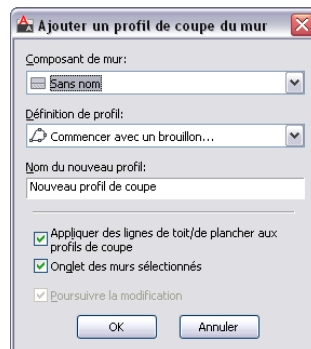 Ajouter un profil de coupe du mur
Composant de mur:
Sans nom
Définition de profil:
Commencer avec un brouillon...
Nom du nouveau profil:
Nouveau profil de coupe
Appliquer des lignes de toit/de plancher aux
profils de coupe
Onglet des murs sélectionnés
Poursuivre la modification
OK
Annuler